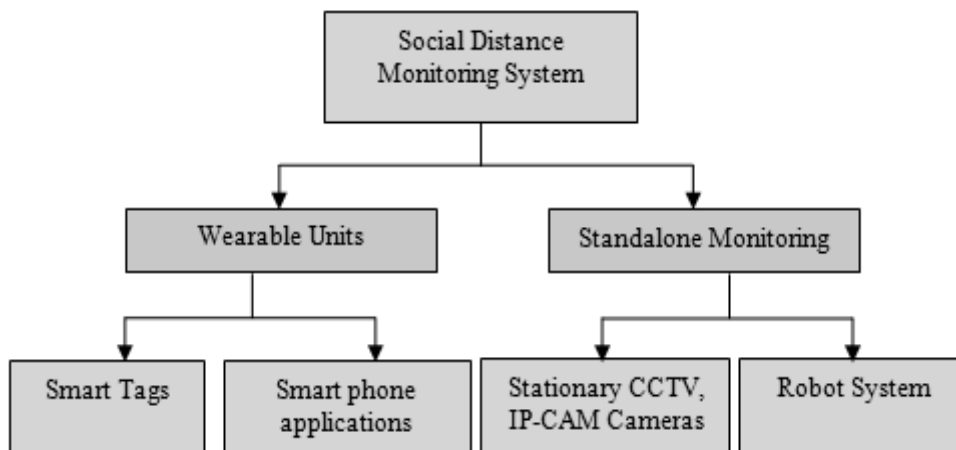 Social Distance
Monitoring System
Wearable Units
Standalone Monitoring
Smart Tags
Smart phone
applications
Stationary CCTV,
IP-CAM Cameras
Robot System